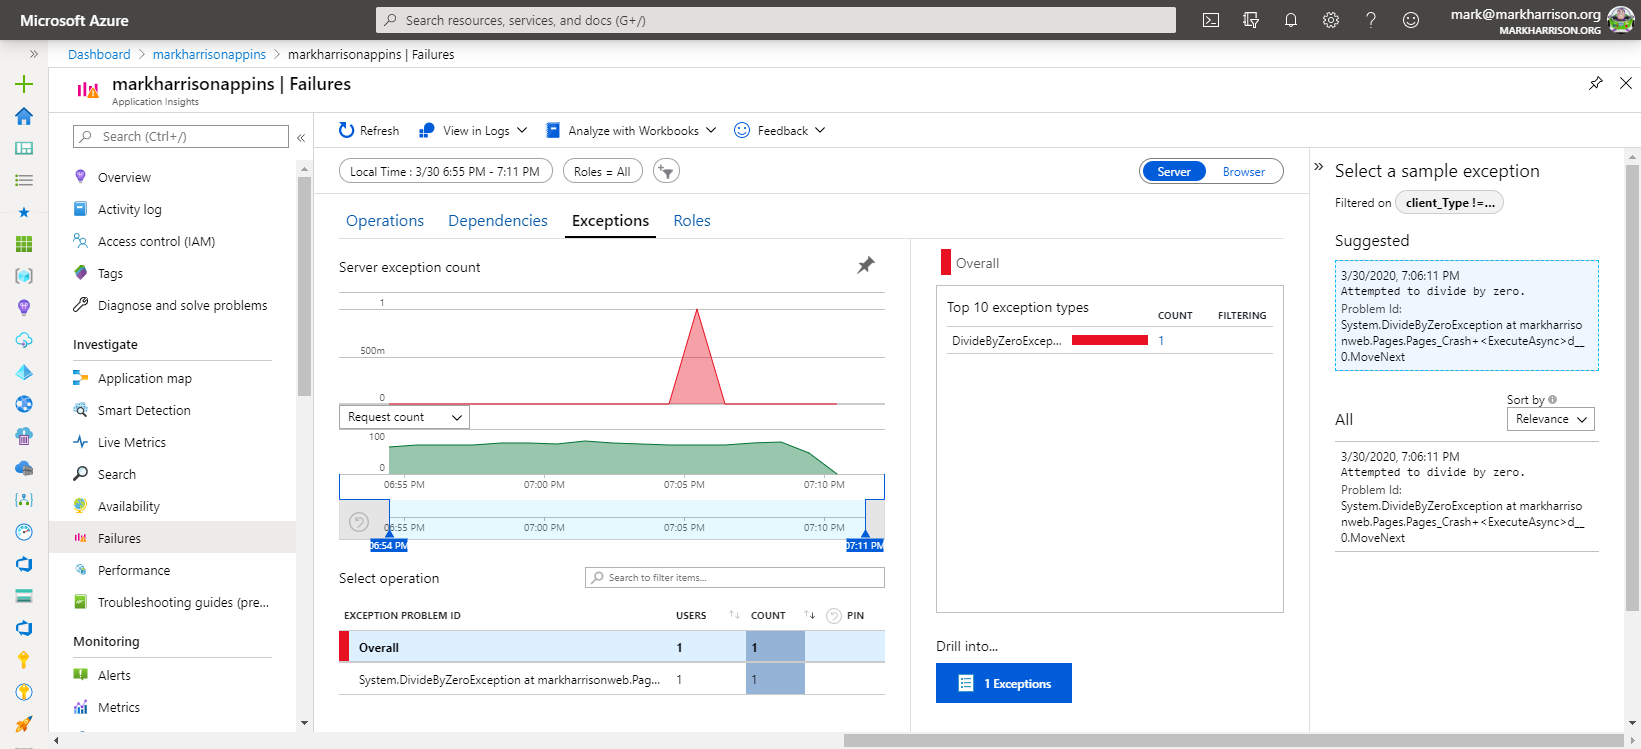 Microsoft Azure
Search resources, services, and docs (G+/)
mark@markharrison.org
MARKHARRISON.ORG
Dashboard > markharrisonappins > markharrisonappins | Failures
markharrisonappins | Failures
Application Insights
Search (Ctrl+/)
Overview
Activity log
Access control (IAM)
Tags
Diagnose and solve problems
Investigate
Application map
Smart Detection
Live Metrics
Search
Availability
Failures
Performance
Troubleshooting guides (pre...
Monitoring
Alerts
Metrics
Refresh
View in Logs
Analyze with Workbooks
Feedback
Local Time : 3/30 6:55 PM - 7:11 PM
Roles = All
Server
Browser
Operations
Dependencies
Exceptions
Roles
Server exception count
1
500m
0
Request count
100
0
06:55 PM
07:00 PM
07:05 PM
07:10 PM
06:55 PM
07:00 PM
07:05 PM
07:10 PM
06:54 PM
07:11 PM
Select operation
Search to filter items...
EXCEPTION PROBLEM ID USERS COUNT PIN
Overall 1 1
System.DivideByZeroException at markharrisonweb.Pag... 1 1
Overall
Top 10 exception types
COUNT FILTERING
DivideByZeroExcep... 1
Drill into...
1 Exceptions
Select a sample exception
Filtered on client_Type !=...
Suggested
3/30/2020, 7:06:11 PM
Attempted to divide by zero.
Problem Id:
System.DivideByZeroException at markharriso
nweb.Pages.Pages_Crash+<ExecuteAsync>d__
0.MoveNext
Sort by
All
Relevance
3/30/2020, 7:06:11 PM
Attempted to divide by zero.
Problem Id:
System.DivideByZeroException at markharriso
nweb.Pages.Pages_Crash+<ExecuteAsync>d__
0.MoveNext